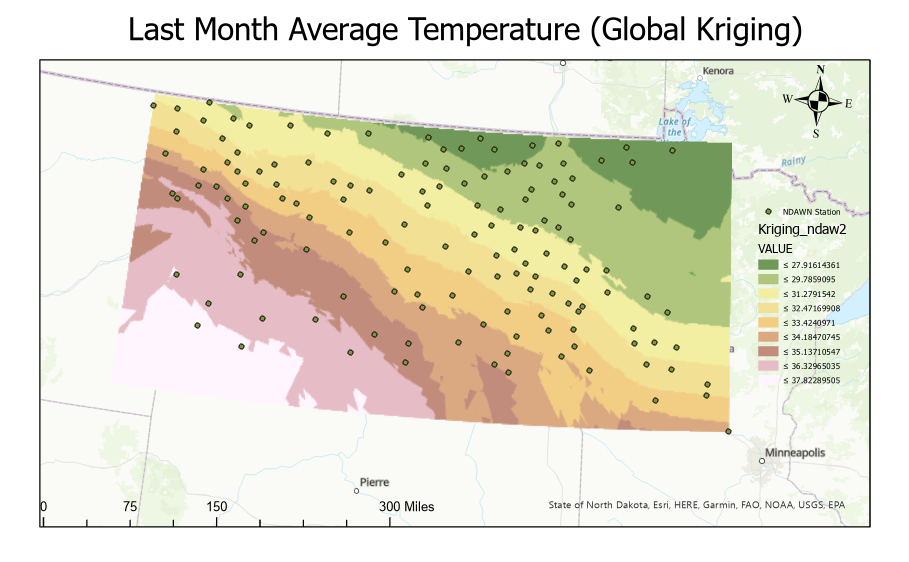 Last Month Average Temperature (Global Kriging)
Kenora
N
W E
S
Lake of
the
Rainy
NDAWN Station
Kriging_ndaw2
VALUE
≤ 27.91614361
≤ 29.7859095
≤ 31.2791542
≤ 32.47169908
≤ 33.4240971
≤ 34.18470745
≤ 35.13710547
≤ 36.32965035
≤ 37.82289505
a
Minneapolis
Pierre
0 75 150 300 Miles
State of North Dakota, Esri, HERE, Garmin, FAO, NOAA, USGS, EPA